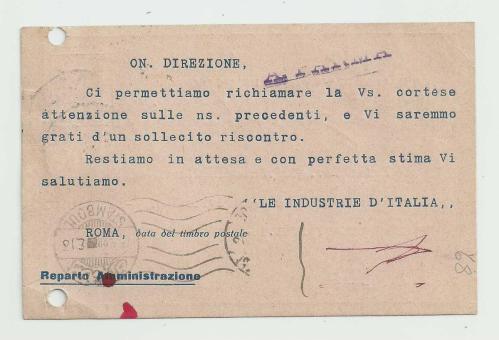 ON. DIREZIONE,
Ci permettiamo richiamare la Vs. cortese
attenzione sulle ns. precedenti, e Vi saremmo
grati d'un sollecito riscontro.
Restiamo in attesa e con perfetta stima Vi
salutiamo.
"LE INDUSTRIE D'ITALIA,,
ROMA, data del timbro postale
Reparto Amministrazione
STAMBOUL